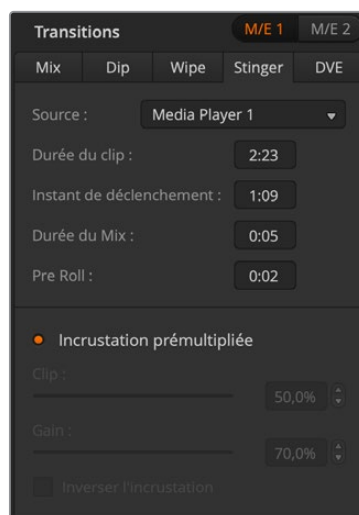 Transitions M/E 1 M/E 2
Mix Dip Wipe Stinger DVE
Source : Media Player 1
Durée du clip : 2:23
Instant de déclenchement : 1:09
Durée du Mix : 0:05
Pre Roll : 0:02
Incrustation prémultipliée
Clip :
50,0%
Gain :
70,0%
Inverser l'incrustation